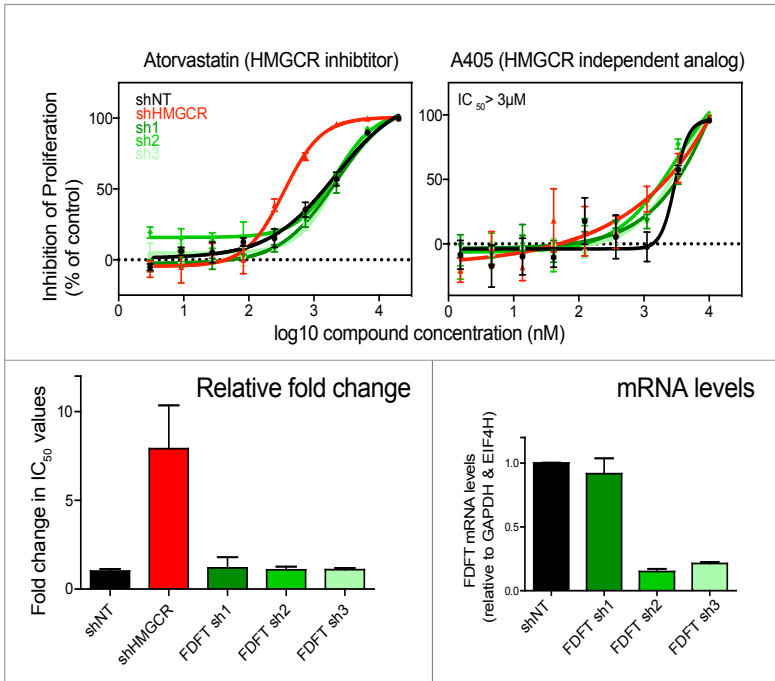 Atorvastatin (HMGCR inhibtitor)
A405 (HMGCR independent analog)
shNT
shHMGCR
sh1
sh2
sh3
IC 50> 3µM
Inhibition of Proliferation
(% of control)
100
50
0
100
50
0
0
1
2
3
4
0
1
2
3
4
log10 compound concentration (nM)
Relative fold change
Fold change in IC50 values
10
5
0
shNT
shHMGCR
FDFT sh1
FDFT sh2
FDFT sh3
mRNA levels
FDFT mRNA levels
(relative to GAPDH & EIF4H)
1.0
0.5
0.0
shNT
FDFT sh1
FDFT sh2
FDFT sh3